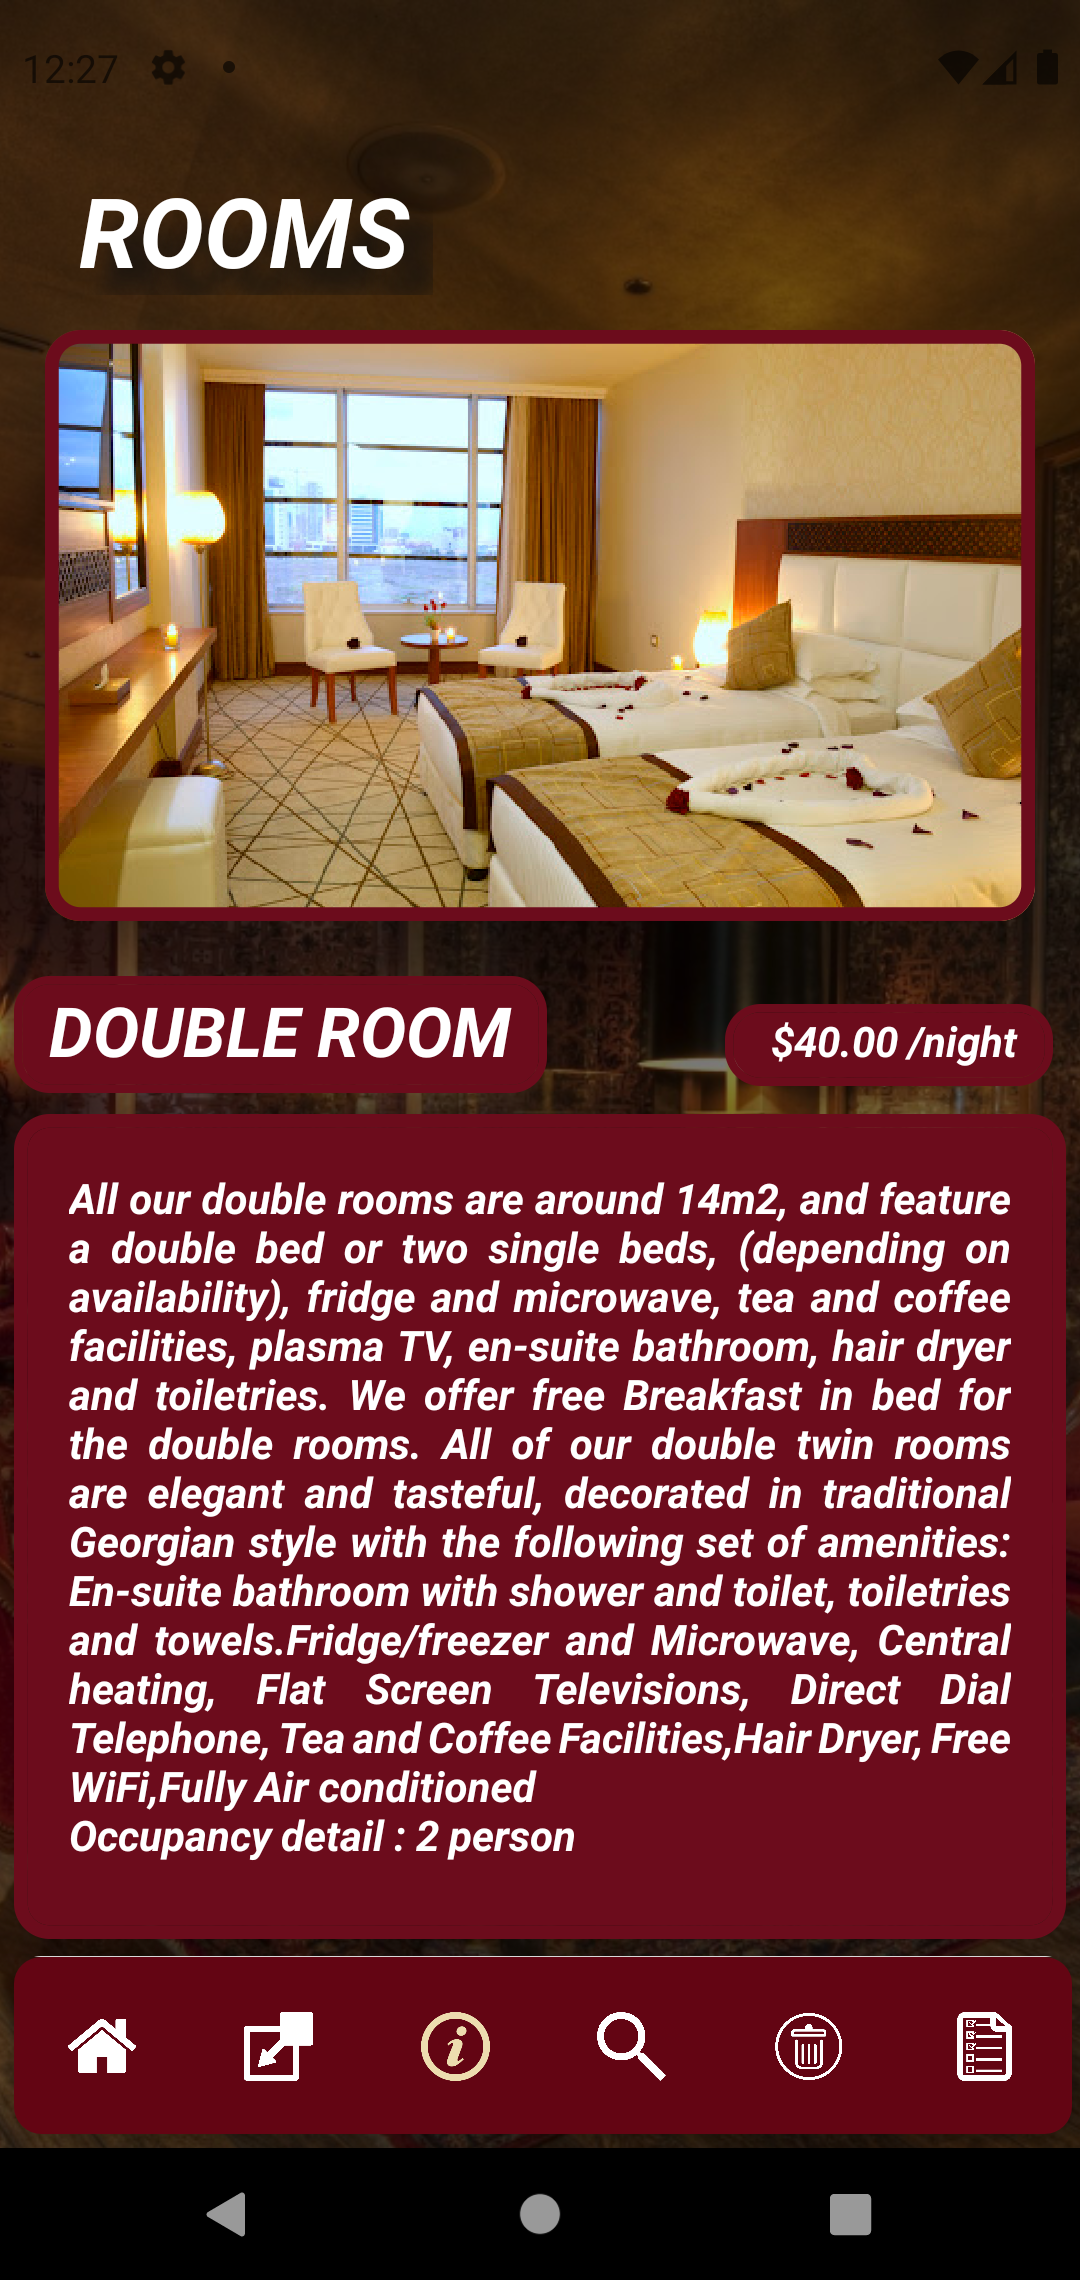 12:27
ROOMS
DOUBLE ROOM
$40.00 /night
All our double rooms are around 14m2, and feature
a double bed or two single beds, (depending on
availability), fridge and microwave, tea and coffee
facilities, plasma TV, en-suite bathroom, hair dryer
and toiletries. We offer free Breakfast in bed for
the double rooms. All of our double twin rooms
are elegant and tasteful, decorated in traditional
Georgian style with the following set of amenities:
En-suite bathroom with shower and toilet, toiletries
and towels.Fridge/freezer and Microwave, Central
heating, Flat Screen Televisions, Direct Dial
Telephone, Tea and Coffee Facilities,Hair Dryer, Free
WiFi,Fully Air conditioned
Occupancy detail : 2 person